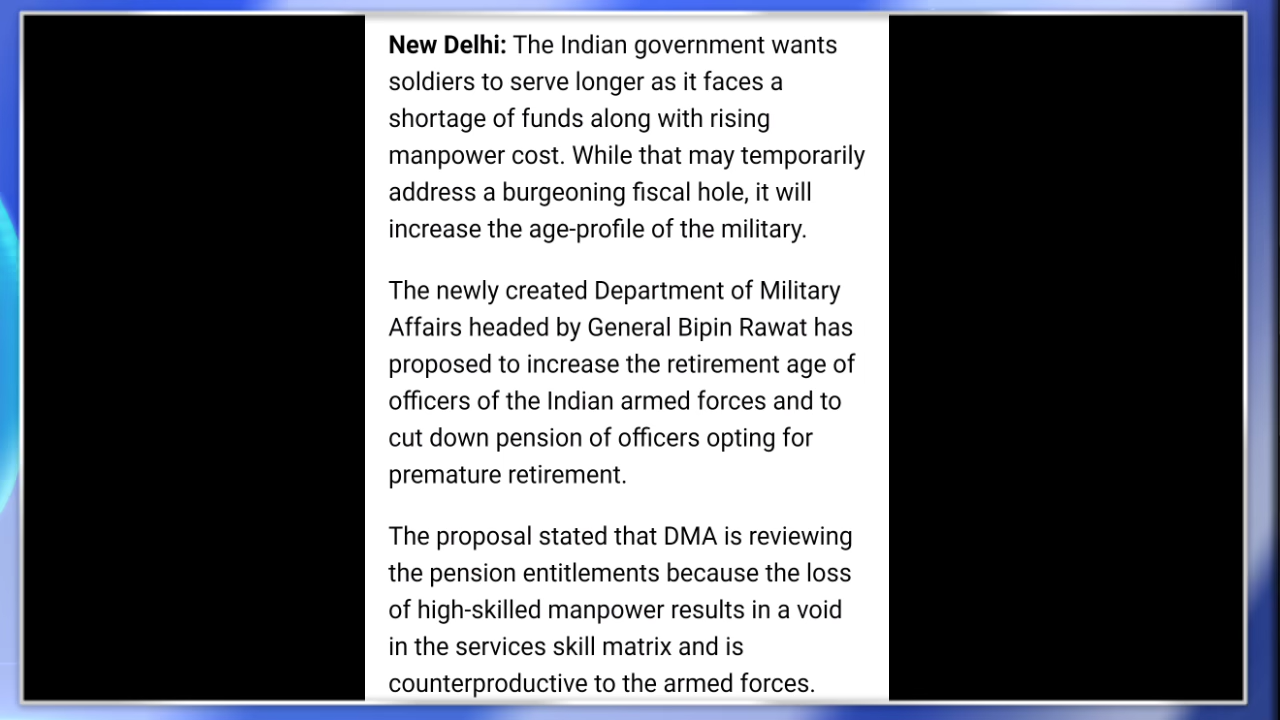 New Delhi: The Indian government wants
soldiers to serve longer as it faces a
shortage of funds along with rising
manpower cost. While that may temporarily
address a burgeoning fiscal hole, it will
increase the age-profile of the military.
The newly created Department of Military
Affairs headed by General Bipin Rawat has
proposed to increase the retirement age of
officers of the Indian armed forces and to
cut down pension of officers opting for
premature retirement.
The proposal stated that DMA is reviewing
the pension entitlements because the loss
of high-skilled manpower results in a void
in the services skill matrix and is
counterproductive to the armed forces.